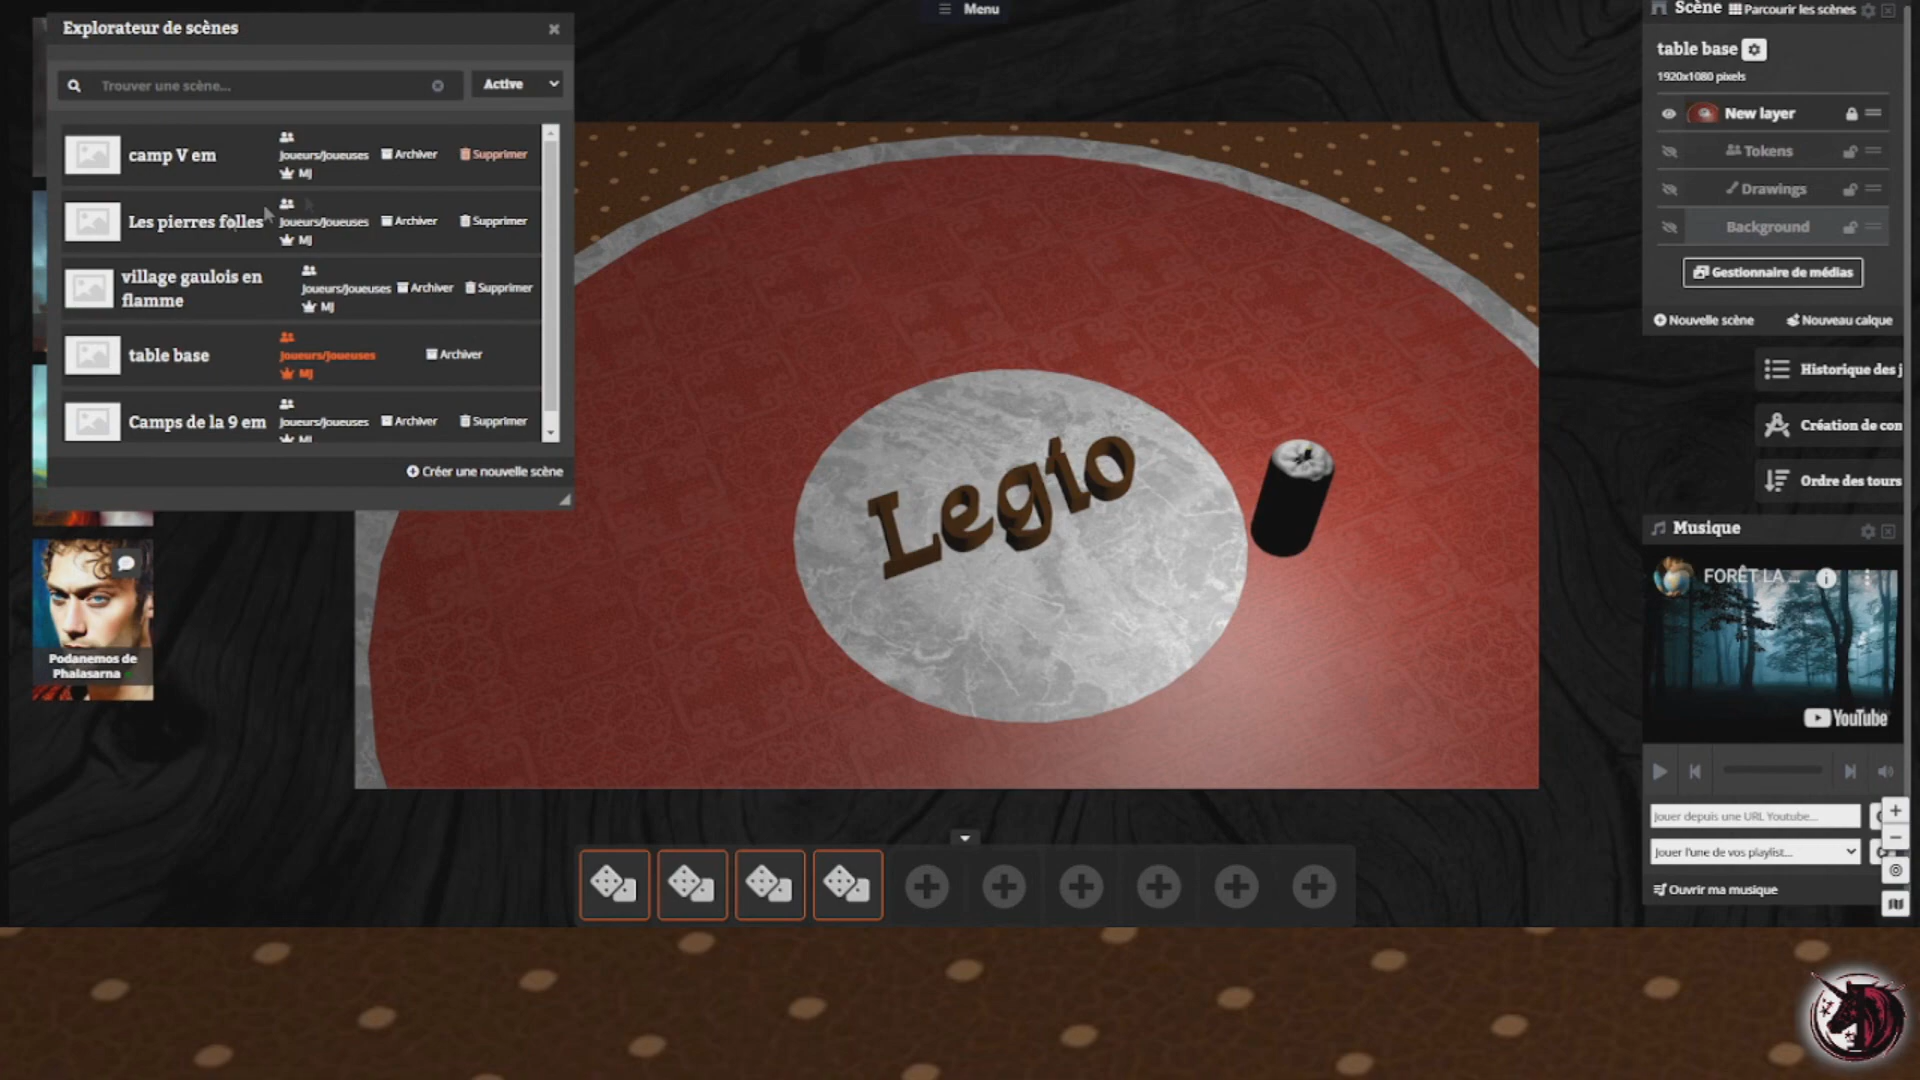 Explorateur de scènes
Trouver une scène...
Active
camp V em
Joueurs/Joueuses
MJ
Archiver
Supprimer
Les pierres folles
Joueurs/Joueuses
MJ
Archiver
Supprimer
village gaulois en
flamme
Joueurs/Joueuses
MJ
Archiver
Supprimer
table base
Joueurs/Joueuses
MJ
Archiver
Camps de la 9 em
Joueurs/Joueuses
MJ
Archiver
Supprimer
Créer une nouvelle scène
Podanemos de
Phalasarna
Menu
Legio
Scène
Parcourir les scènes
table base
1920x1080 pixels
New layer
Tokens
Drawings
Background
Gestionnaire de médias
Nouvelle scène
Nouveau calque
Historique des j
Création de con
Ordre des tours
Musique
FORÊT LA ...
YouTube
Jouer depuis une URL Youtube...
Jouer l'une de vos playlist...
Ouvrir ma musique